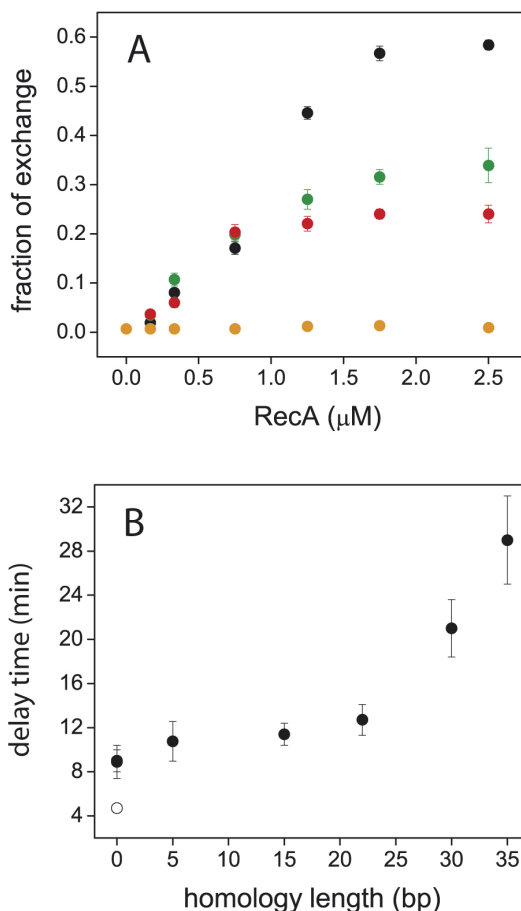 A
fraction of exchange
0.6
0.5
0.4
0.3
0.2
0.1
0.0
0.0 0.5 1.0 1.5 2.0 2.5
RecA (μM)
B
delay time (min)
32
28
24
20
16
12
8
4
0 5 10 15 20 25 30 35
homology length (bp)